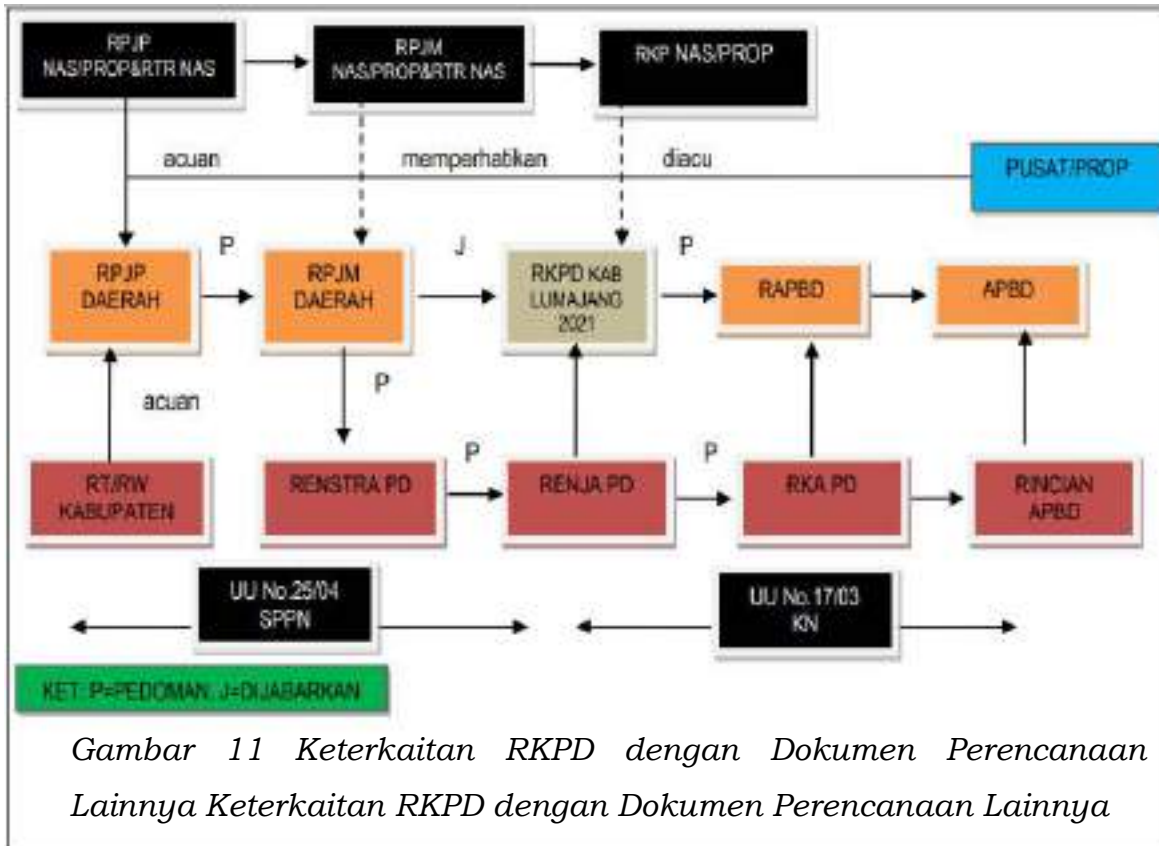 RPJP
NAS/PROP&RTR NAS
RPJM
NAS/PROP&RTR NAS
RKP NAS/PROP
acuan
memperhatikan
diacu
PUSAT/PROP
P
J
P
RPJP
DAERAH
RPJM
DAERAH
RKPD KAB
LUMAJANG
2021
RAPBD
APBD
P
acuan
P
P
RT/RW
KABUPATEN
RENSTRA PD
RENJA PD
RKA PD
RINCIAN
APBD
UU No.25/04
SPPN
UU No.17/03
KN
KET: P=PEDOMAN. J=DIJABARKAN
Gambar 11 Keterkaitan RKPD dengan Dokumen Perencanaan
Lainnya Keterkaitan RKPD dengan Dokumen Perencanaan Lainnya